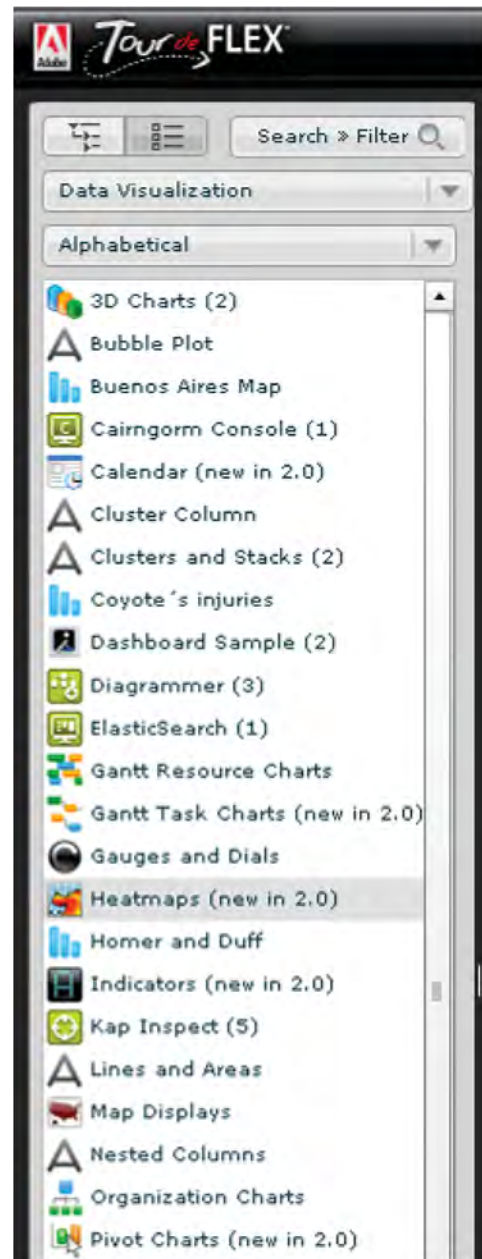 Adobe Tour de FLEX
Search » Filter
Data Visualization
Alphabetical
3D Charts (2)
Bubble Plot
Buenos Aires Map
Cairngorm Console (1)
Calendar (new in 2.0)
Cluster Column
Clusters and Stacks (2)
Coyote´s injuries
Dashboard Sample (2)
Diagrammer (3)
ElasticSearch (1)
Gantt Resource Charts
Gantt Task Charts (new in 2.0)
Gauges and Dials
Heatmaps (new in 2.0)
Homer and Duff
Indicators (new in 2.0)
Kap Inspect (5)
Lines and Areas
Map Displays
Nested Columns
Organization Charts
Pivot Charts (new in 2.0)